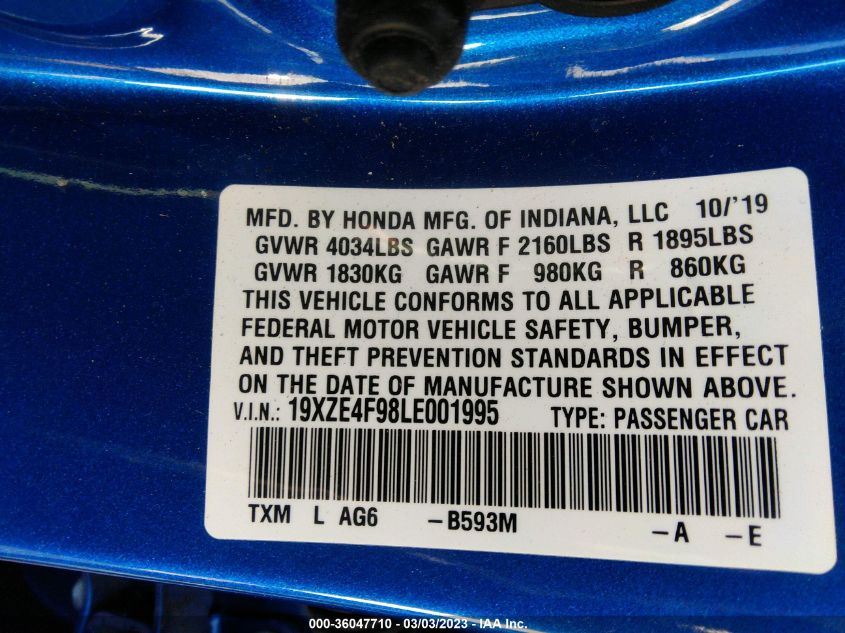 MFD. BY HONDA MFG. OF INDIANA, LLC 10/'19
GVWR 4034LBS GAWR F 2160LBS R 1895LBS
GVWR 1830KG GAWR F 980KG R 860KG
THIS VEHICLE CONFORMS TO ALL APPLICABLE
FEDERAL MOTOR VEHICLE SAFETY, BUMPER,
AND THEFT PREVENTION STANDARDS IN EFFECT
ON THE DATE OF MANUFACTURE SHOWN ABOVE.
V.I.N.: 19XZE4F98LE001995 TYPE: PASSENGER CAR
TXM L AG6 -B593M -A -E
000-36047710 — 03/03/2023 — IAA Inc.